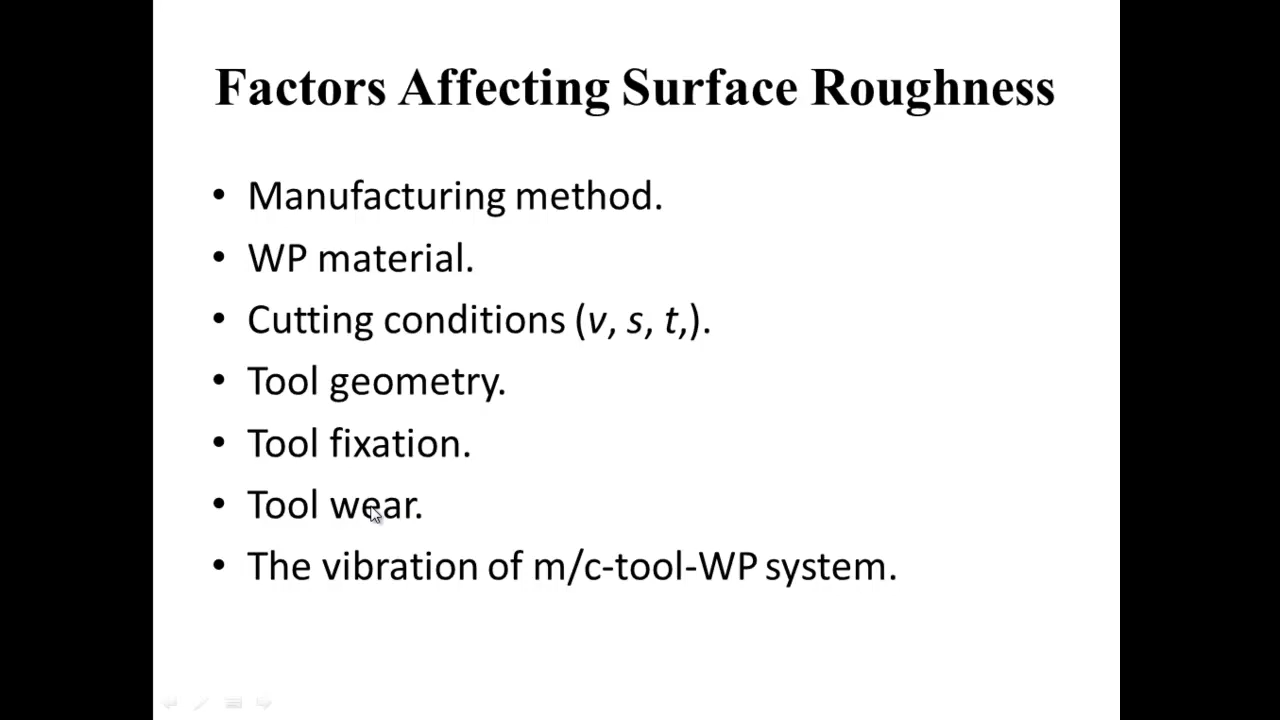 Factors Affecting Surface Roughness
• Manufacturing method.
• WP material.
• Cutting conditions (v, s, t,).
• Tool geometry.
• Tool fixation.
• Tool wear.
• The vibration of m/c-tool-WP system.